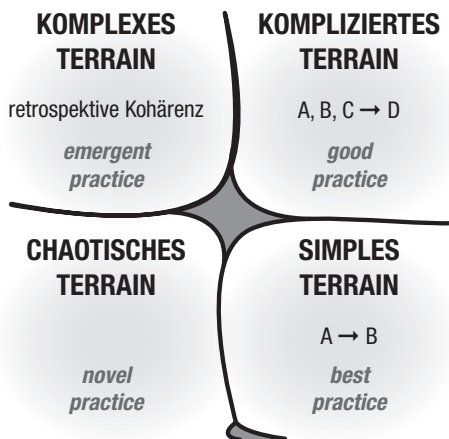 KOMPLEXES
TERRAIN
retrospektive Kohärenz
emergent
practice
KOMPLIZIERTES
TERRAIN
A, B, C → D
good
practice
CHAOTISCHES
TERRAIN
novel
practice
SIMPLES
TERRAIN
A → B
best
practice